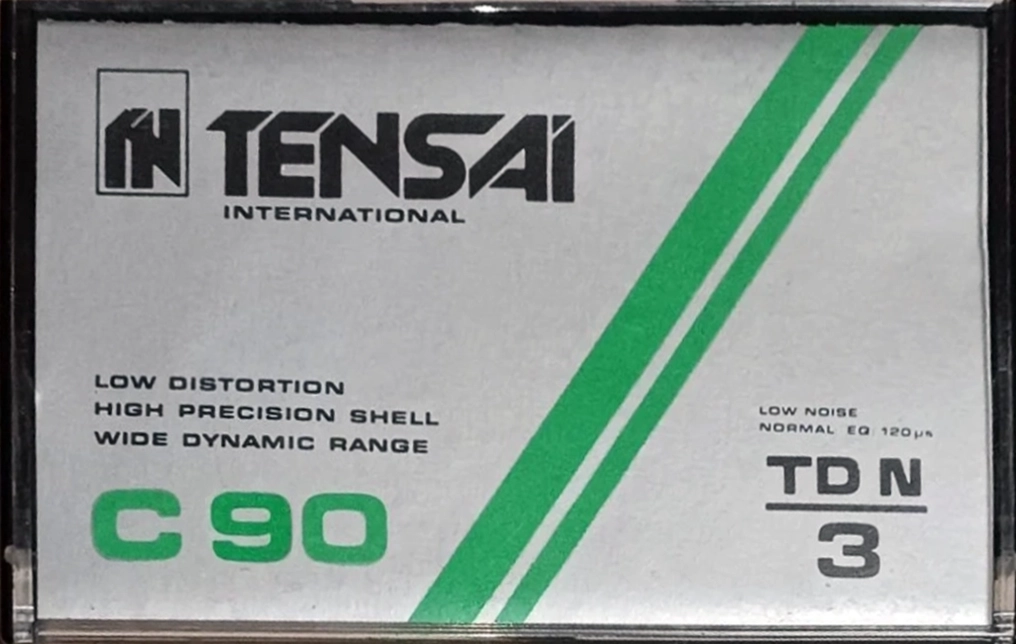 TENSAi
INTERNATIONAL
LOW DISTORTION
HIGH PRECISION SHELL
WIDE DYNAMIC RANGE
C 90
LOW NOISE
NORMAL EQ: 120µs
TD N
3